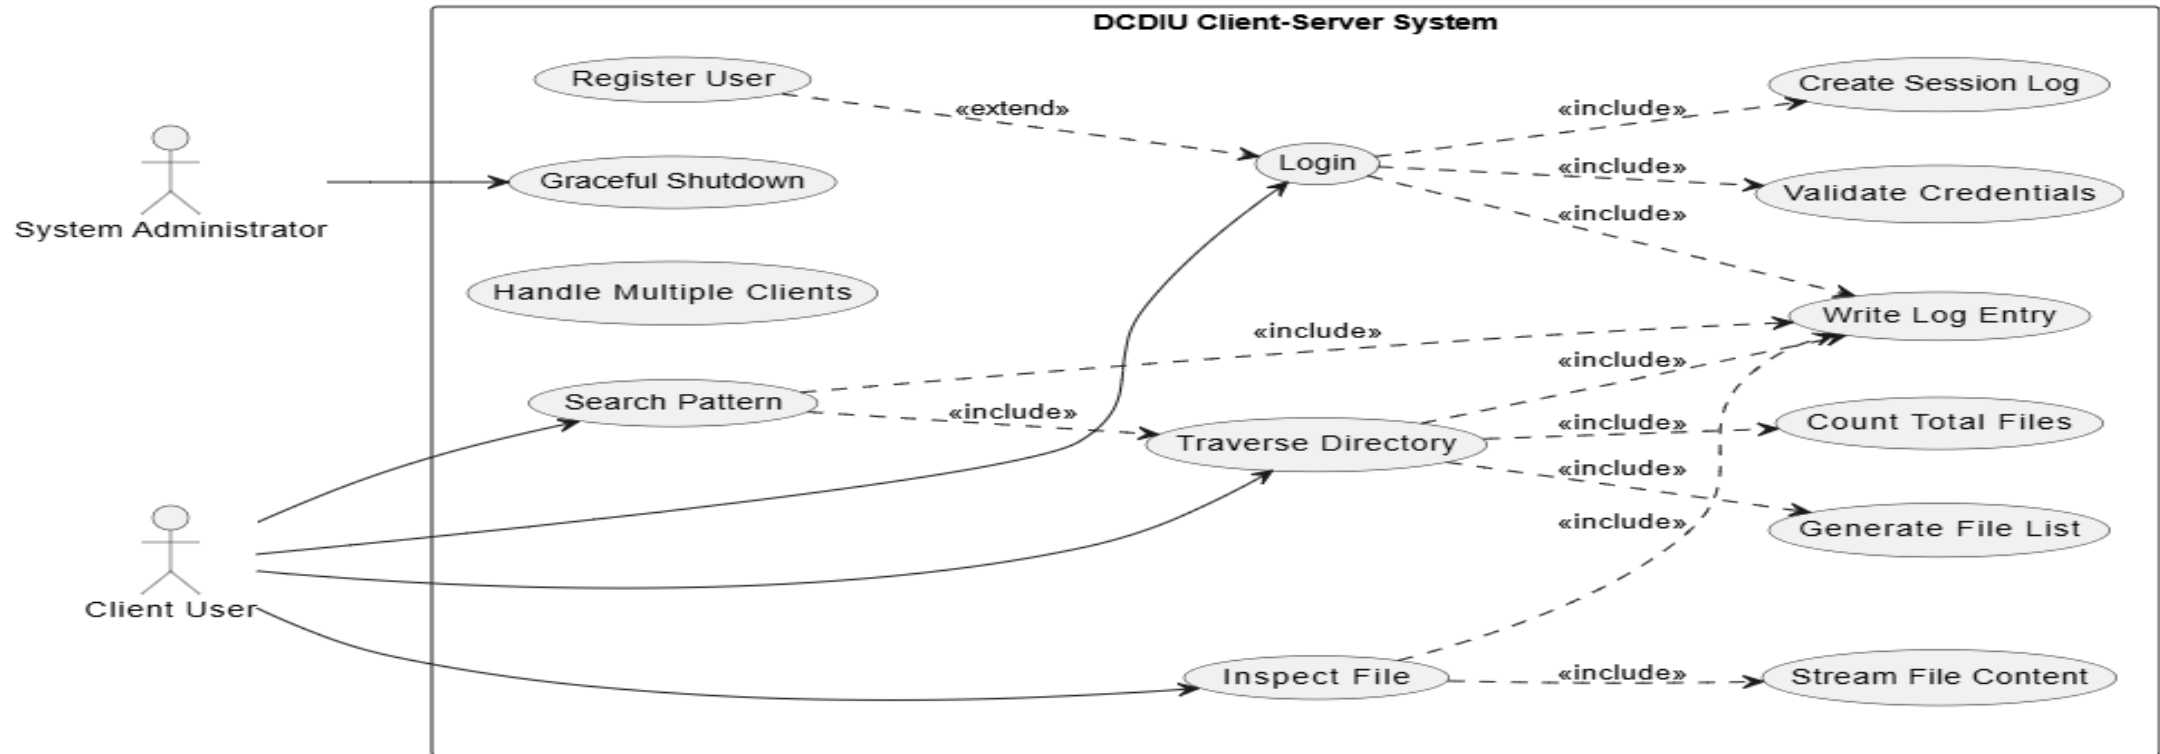 DCDIU Client-Server System
Register User
Create Session Log
«extend»
«include»
Login
«include»
Graceful Shutdown
Validate Credentials
System Administrator
«include»
Handle Multiple Clients
Write Log Entry
«include»
«include»
Search Pattern
«include»
«include»
Count Total Files
Traverse Directory
«include»
«include»
Generate File List
Client User
Inspect File
«include»
Stream File Content